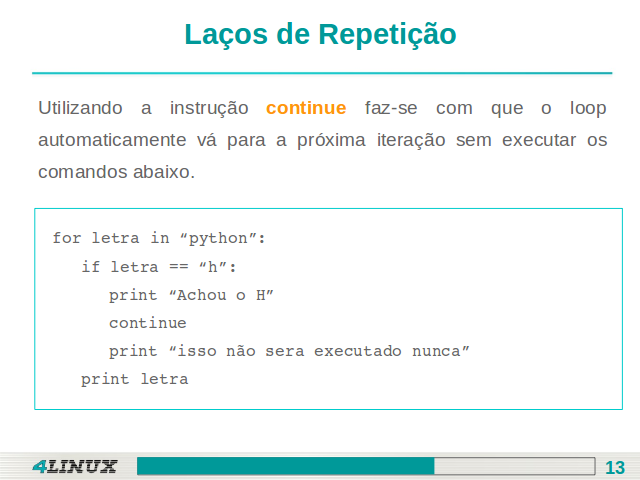 Laços de Repetição
Utilizando a instrução continue faz-se com que o loop
automaticamente vá para a próxima iteração sem executar os
comandos abaixo.
for letra in “python”:
if letra == “h”:
print “Achou o H”
continue
print “isso não sera executado nunca”
print letra
4LINUX
13